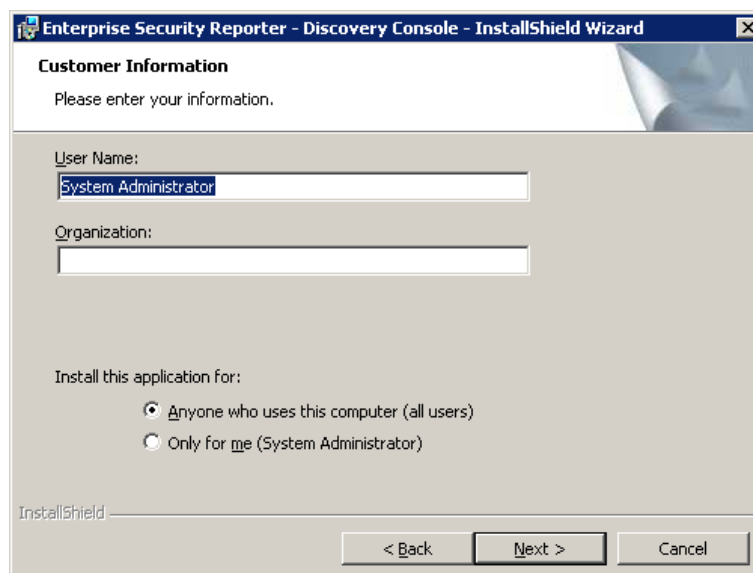 Enterprise Security Reporter - Discovery Console - InstallShield Wizard
Customer Information
Please enter your information.
User Name:
System Administrator
Organization:
Install this application for:
Anyone who uses this computer (all users)
Only for me (System Administrator)
InstallShield
< Back
Next >
Cancel